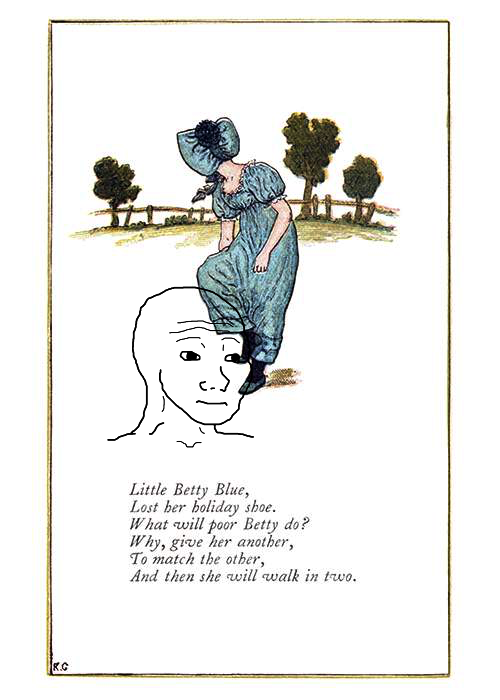 Little Betty Blue,
Lost her holiday shoe.
What will poor Betty do?
Why, give her another,
To match the other,
And then she will walk in two.
K.G